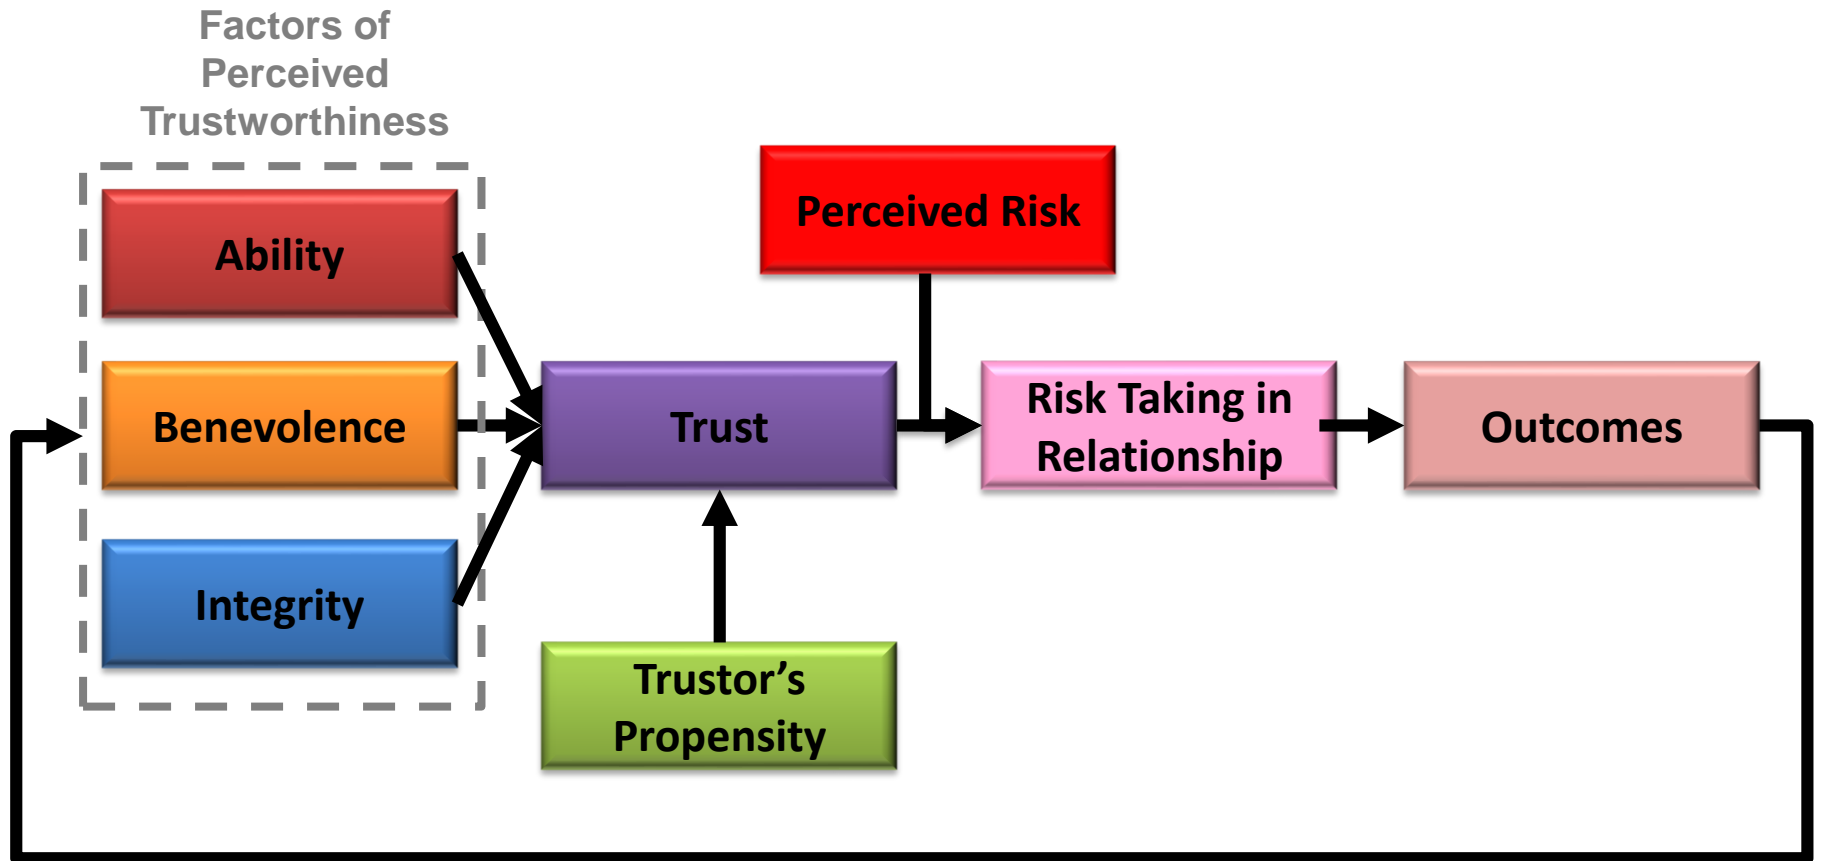 Factors of
Perceived
Trustworthiness
Perceived Risk
Ability
Benevolence
Trust
Risk Taking in
Relationship
Outcomes
Integrity
Trustor’s
Propensity